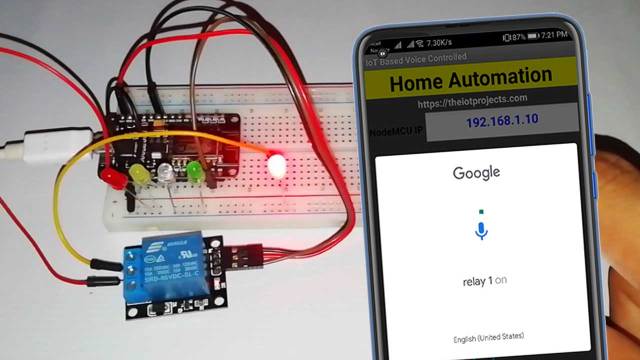 7.30K/s
87% 7:21 PM
IoT Based Voice Controlled
Home Automation
https://theiotprojects.com
NodeMCU IP
192.168.1.10
Google
relay 1 on
English (United States)
SRD-05VDC-SL-C